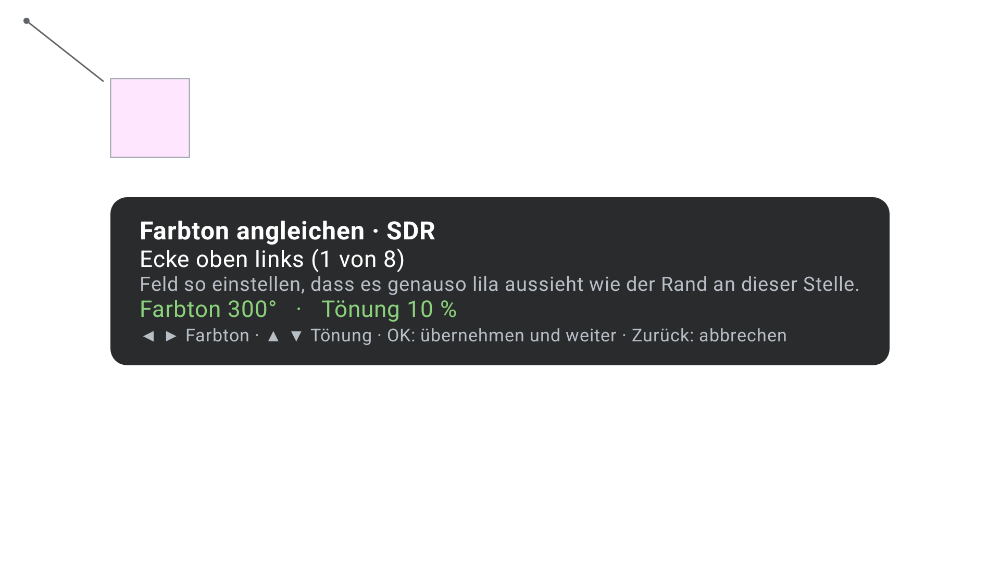 Farbton angleichen · SDR
Ecke oben links (1 von 8)
Feld so einstellen, dass es genauso lila aussieht wie der Rand an dieser Stelle.
Farbton 300° · Tönung 10 %
◄ ► Farbton · ▲ ▼ Tönung · OK: übernehmen und weiter · Zurück: abbrechen